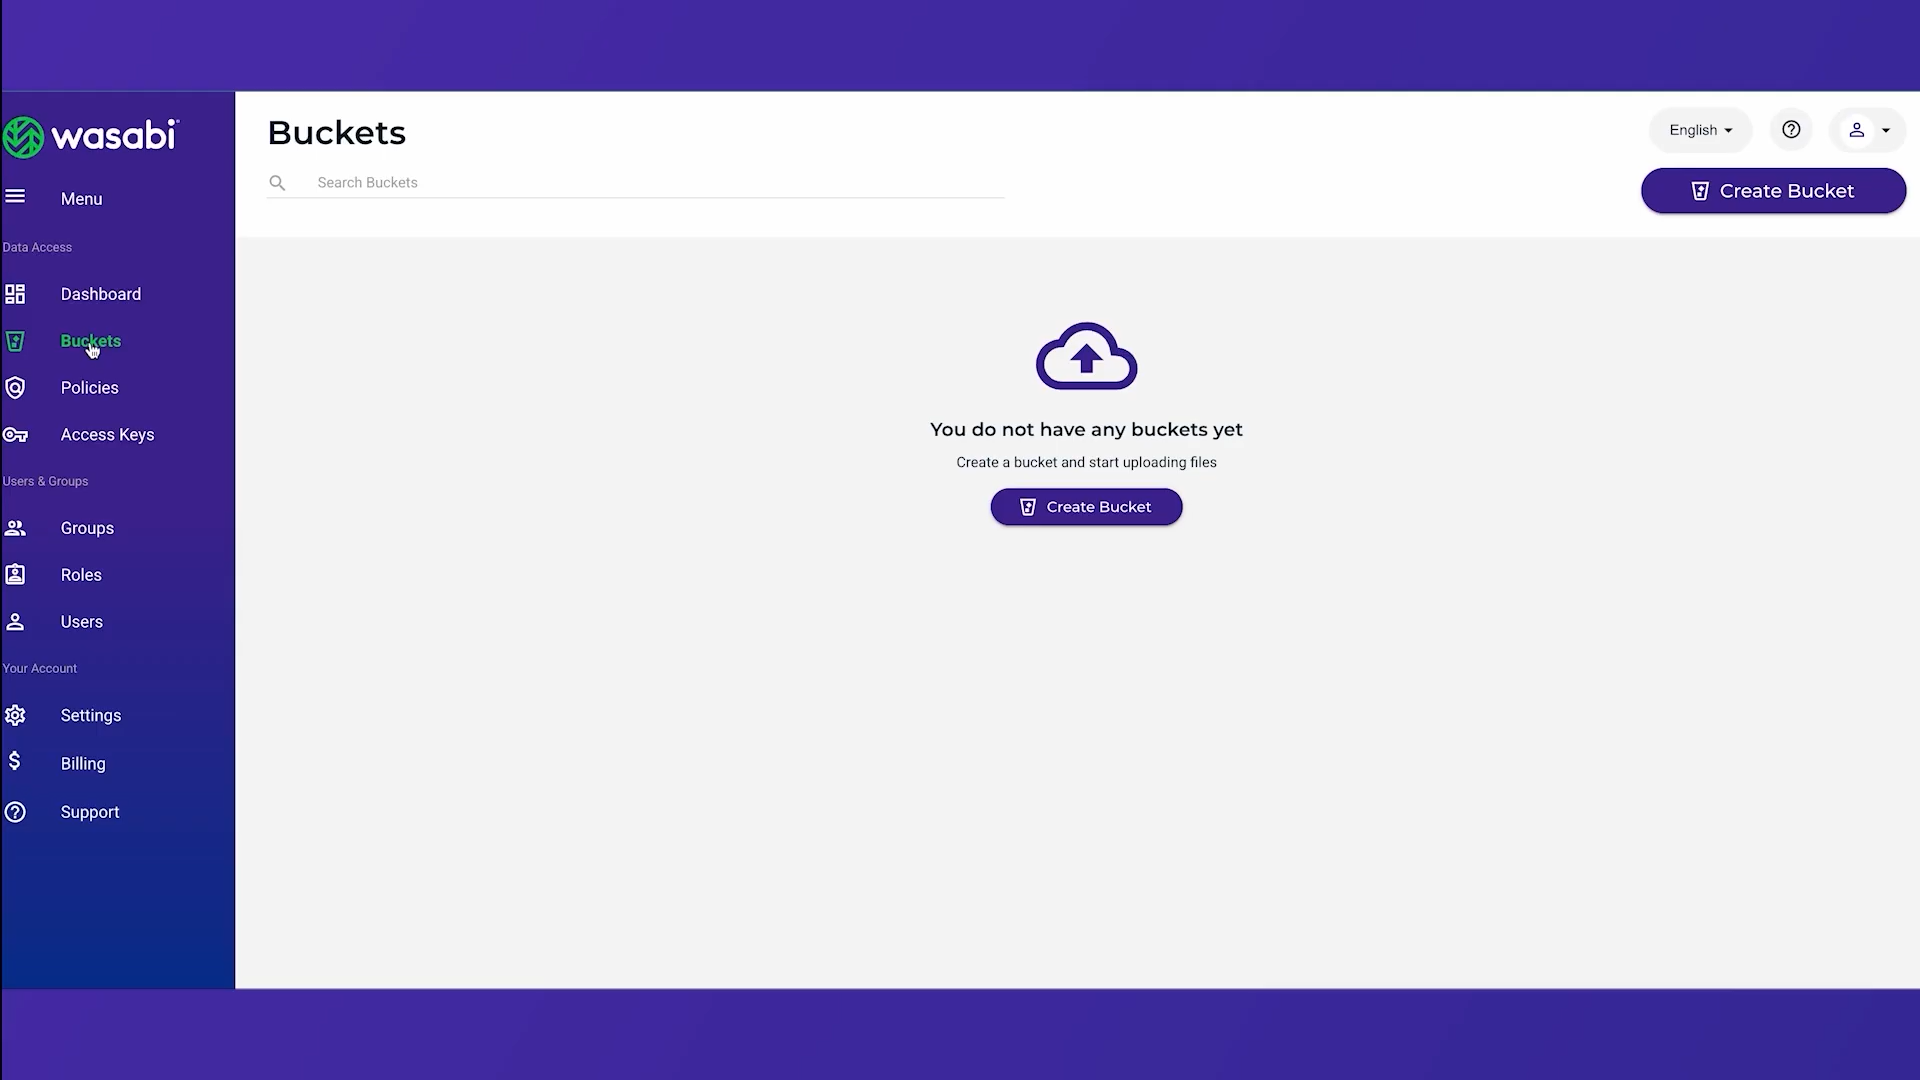 wasabi
Menu
Data Access
Dashboard
Buckets
Policies
Access Keys
Users & Groups
Groups
Roles
Users
Your Account
Settings
Billing
Support
Buckets
Search Buckets
English
Create Bucket
You do not have any buckets yet
Create a bucket and start uploading files
Create Bucket